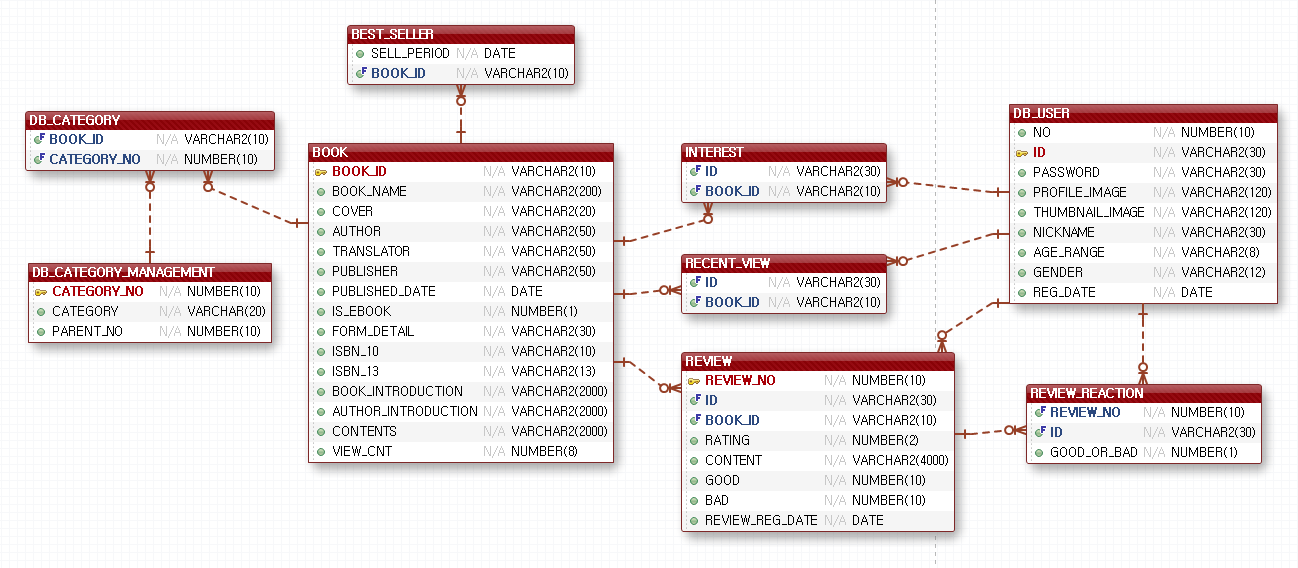 BEST_SELLER
SELL_PERIOD N/A DATE
BOOK_ID N/A VARCHAR2(10)
DB_CATEGORY
BOOK_ID N/A VARCHAR2(10)
CATEGORY_NO N/A NUMBER(10)
DB_CATEGORY_MANAGEMENT
CATEGORY_NO N/A NUMBER(10)
CATEGORY N/A VARCHAR(20)
PARENT_NO N/A NUMBER(10)
BOOK
BOOK_ID N/A VARCHAR2(10)
BOOK_NAME N/A VARCHAR2(200)
COVER N/A VARCHAR2(20)
AUTHOR N/A VARCHAR2(50)
TRANSLATOR N/A VARCHAR2(50)
PUBLISHER N/A VARCHAR2(50)
PUBLISHED_DATE N/A DATE
IS_EBOOK N/A NUMBER(1)
FORM_DETAIL N/A VARCHAR2(30)
ISBN_10 N/A VARCHAR2(10)
ISBN_13 N/A VARCHAR2(13)
BOOK_INTRODUCTION N/A VARCHAR2(2000)
AUTHOR_INTRODUCTION N/A VARCHAR2(2000)
CONTENTS N/A VARCHAR2(2000)
VIEW_CNT N/A NUMBER(8)
INTEREST
ID N/A VARCHAR2(30)
BOOK_ID N/A VARCHAR2(10)
RECENT_VIEW
ID N/A VARCHAR2(30)
BOOK_ID N/A VARCHAR2(10)
REVIEW
REVIEW_NO N/A NUMBER(10)
ID N/A VARCHAR2(30)
BOOK_ID N/A VARCHAR2(10)
RATING N/A NUMBER(2)
CONTENT N/A VARCHAR2(4000)
GOOD N/A NUMBER(10)
BAD N/A NUMBER(10)
REVIEW_REG_DATE N/A DATE
DB_USER
NO N/A NUMBER(10)
ID N/A VARCHAR2(30)
PASSWORD N/A VARCHAR2(30)
PROFILE_IMAGE N/A VARCHAR2(120)
THUMBNAIL_IMAGE N/A VARCHAR2(120)
NICKNAME N/A VARCHAR2(30)
AGE_RANGE N/A VARCHAR2(8)
GENDER N/A VARCHAR2(12)
REG_DATE N/A DATE
REVIEW_REACTION
REVIEW_NO N/A NUMBER(10)
ID N/A VARCHAR2(30)
GOOD_OR_BAD N/A NUMBER(1)